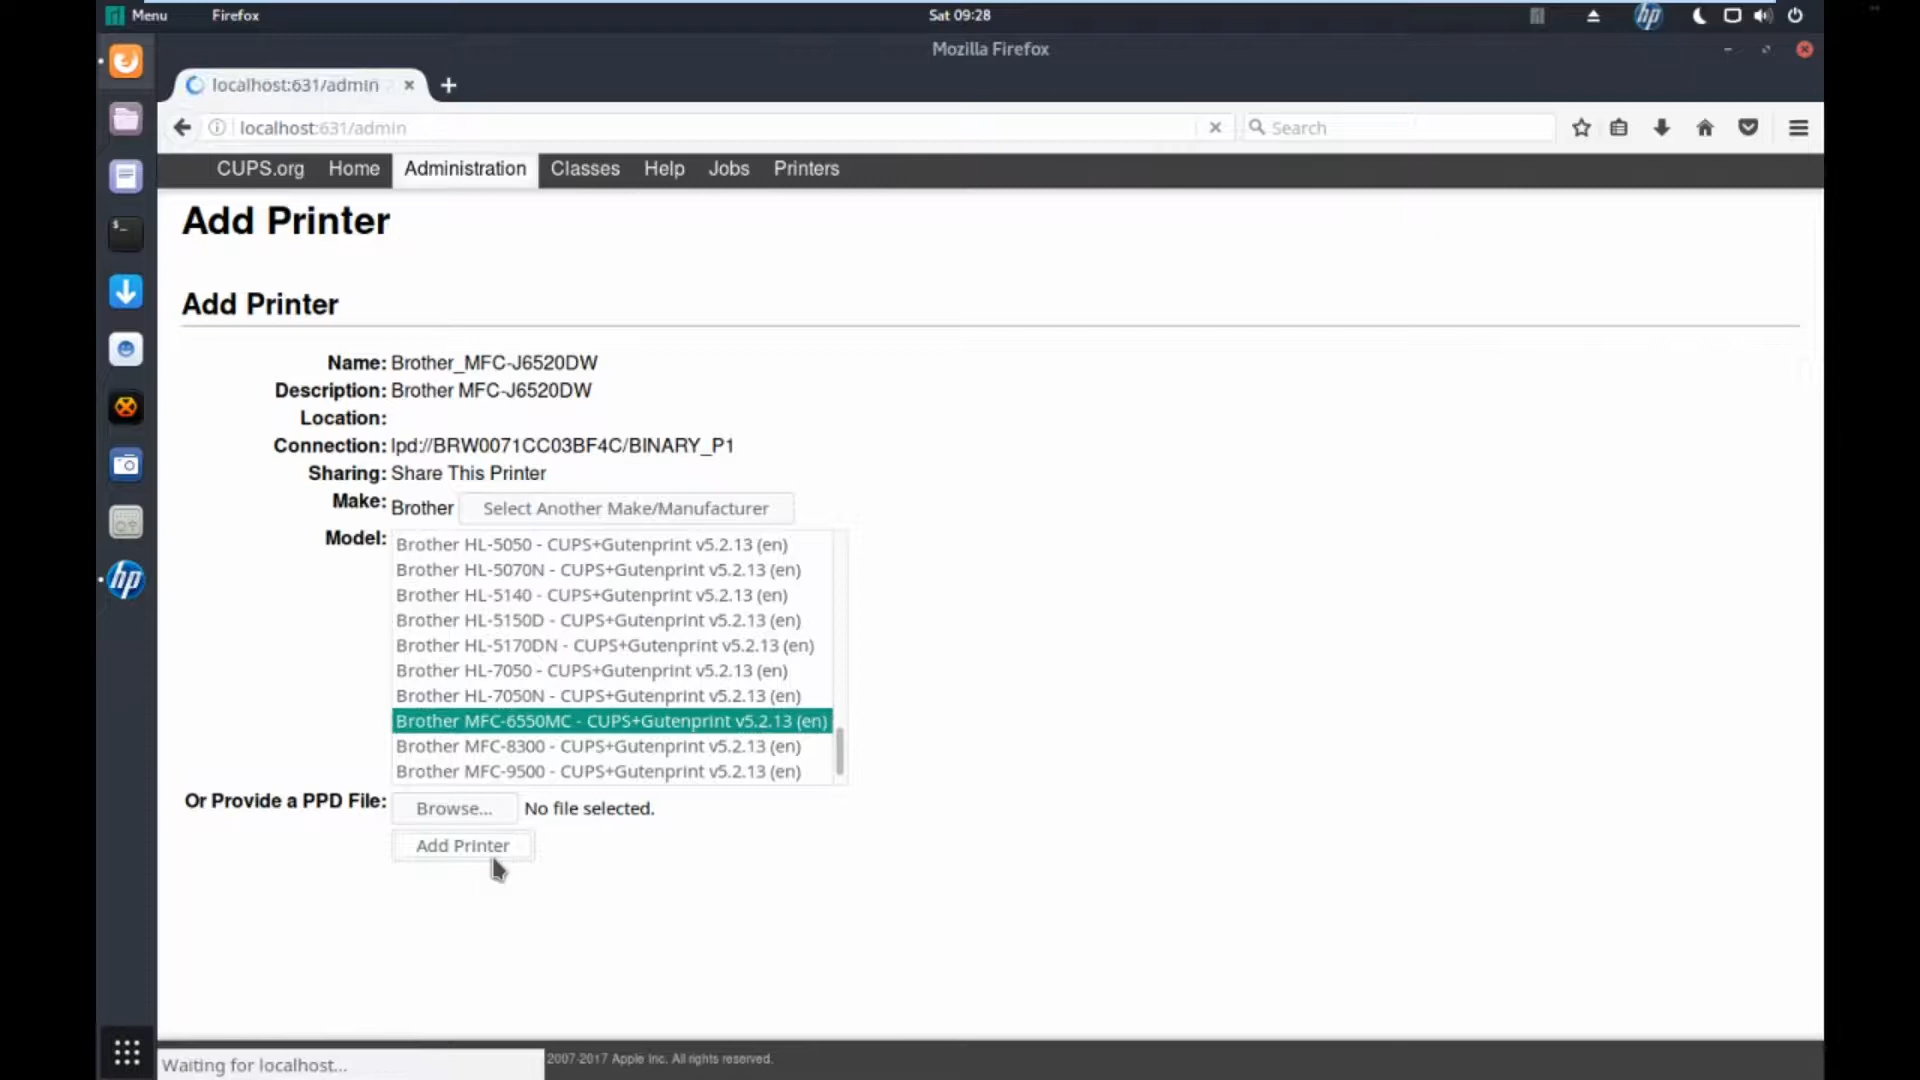 Menu Firefox Sat 09:28 hp
Mozilla Firefox
localhost:631/admin
localhost:631/admin Search
CUPS.org Home Administration Classes Help Jobs Printers
Add Printer
Add Printer
Name: Brother_MFC-J6520DW
Description: Brother MFC-J6520DW
Location:
Connection: lpd://BRW0071CC03BF4C/BINARY_P1
Sharing: Share This Printer
Make: Brother Select Another Make/Manufacturer
Model:
Brother HL-5050 - CUPS+Gutenprint v5.2.13 (en)
Brother HL-5070N - CUPS+Gutenprint v5.2.13 (en)
Brother HL-5140 - CUPS+Gutenprint v5.2.13 (en)
Brother HL-5150D - CUPS+Gutenprint v5.2.13 (en)
Brother HL-5170DN - CUPS+Gutenprint v5.2.13 (en)
Brother HL-7050 - CUPS+Gutenprint v5.2.13 (en)
Brother HL-7050N - CUPS+Gutenprint v5.2.13 (en)
Brother MFC-6550MC - CUPS+Gutenprint v5.2.13 (en)
Brother MFC-8300 - CUPS+Gutenprint v5.2.13 (en)
Brother MFC-9500 - CUPS+Gutenprint v5.2.13 (en)
Or Provide a PPD File: Browse... No file selected.
Add Printer
hp
Waiting for localhost... 2007-2017 Apple Inc. All rights reserved.